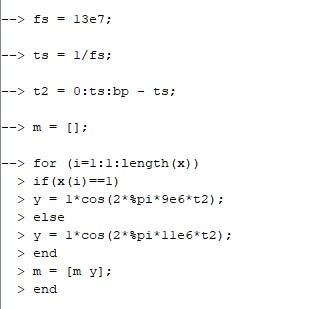 --> fs = 13e7;
--> ts = 1/fs;
--> t2 = 0:ts:bp - ts;
--> m = [];
--> for (i=1:1:length(x))
> if(x(i)==1)
> y = 1*cos(2*%pi*9e6*t2);
> else
> y = 1*cos(2*%pi*11e6*t2);
> end
> m = [m y];
> end